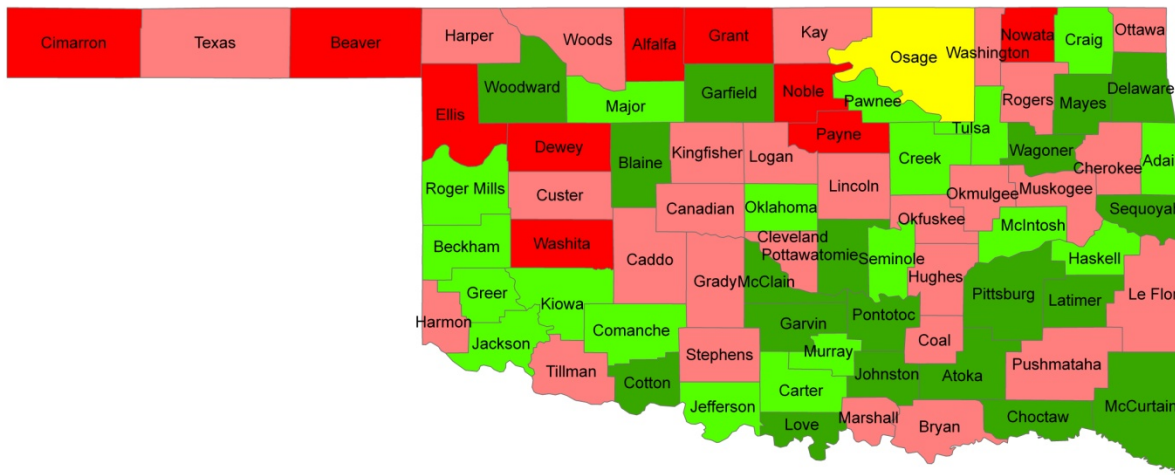 Cimarron
Texas
Beaver
Harper
Woods
Alfalfa
Grant
Kay
Osage
Washington
Nowata
Craig
Ottawa
Woodward
Major
Garfield
Noble
Pawnee
Rogers
Mayes
Delaware
Ellis
Dewey
Blaine
Kingfisher
Logan
Payne
Creek
Tulsa
Wagoner
Cherokee
Adai
Roger Mills
Custer
Canadian
Oklahoma
Lincoln
Okfuskee
Okmulgee
Muskogee
McIntosh
Sequoyal
Beckham
Washita
Caddo
Grady
McClain
Cleveland
Pottawatomie
Seminole
Hughes
Haskell
Pittsburg
Latimer
Le Flor
Greer
Kiowa
Harmon
Jackson
Comanche
Tillman
Cotton
Stephens
Garvin
Pontotoc
Murray
Coal
Johnston
Atoka
Pushmataha
McCurtain
Jefferson
Carter
Love
Marshall
Bryan
Choctaw